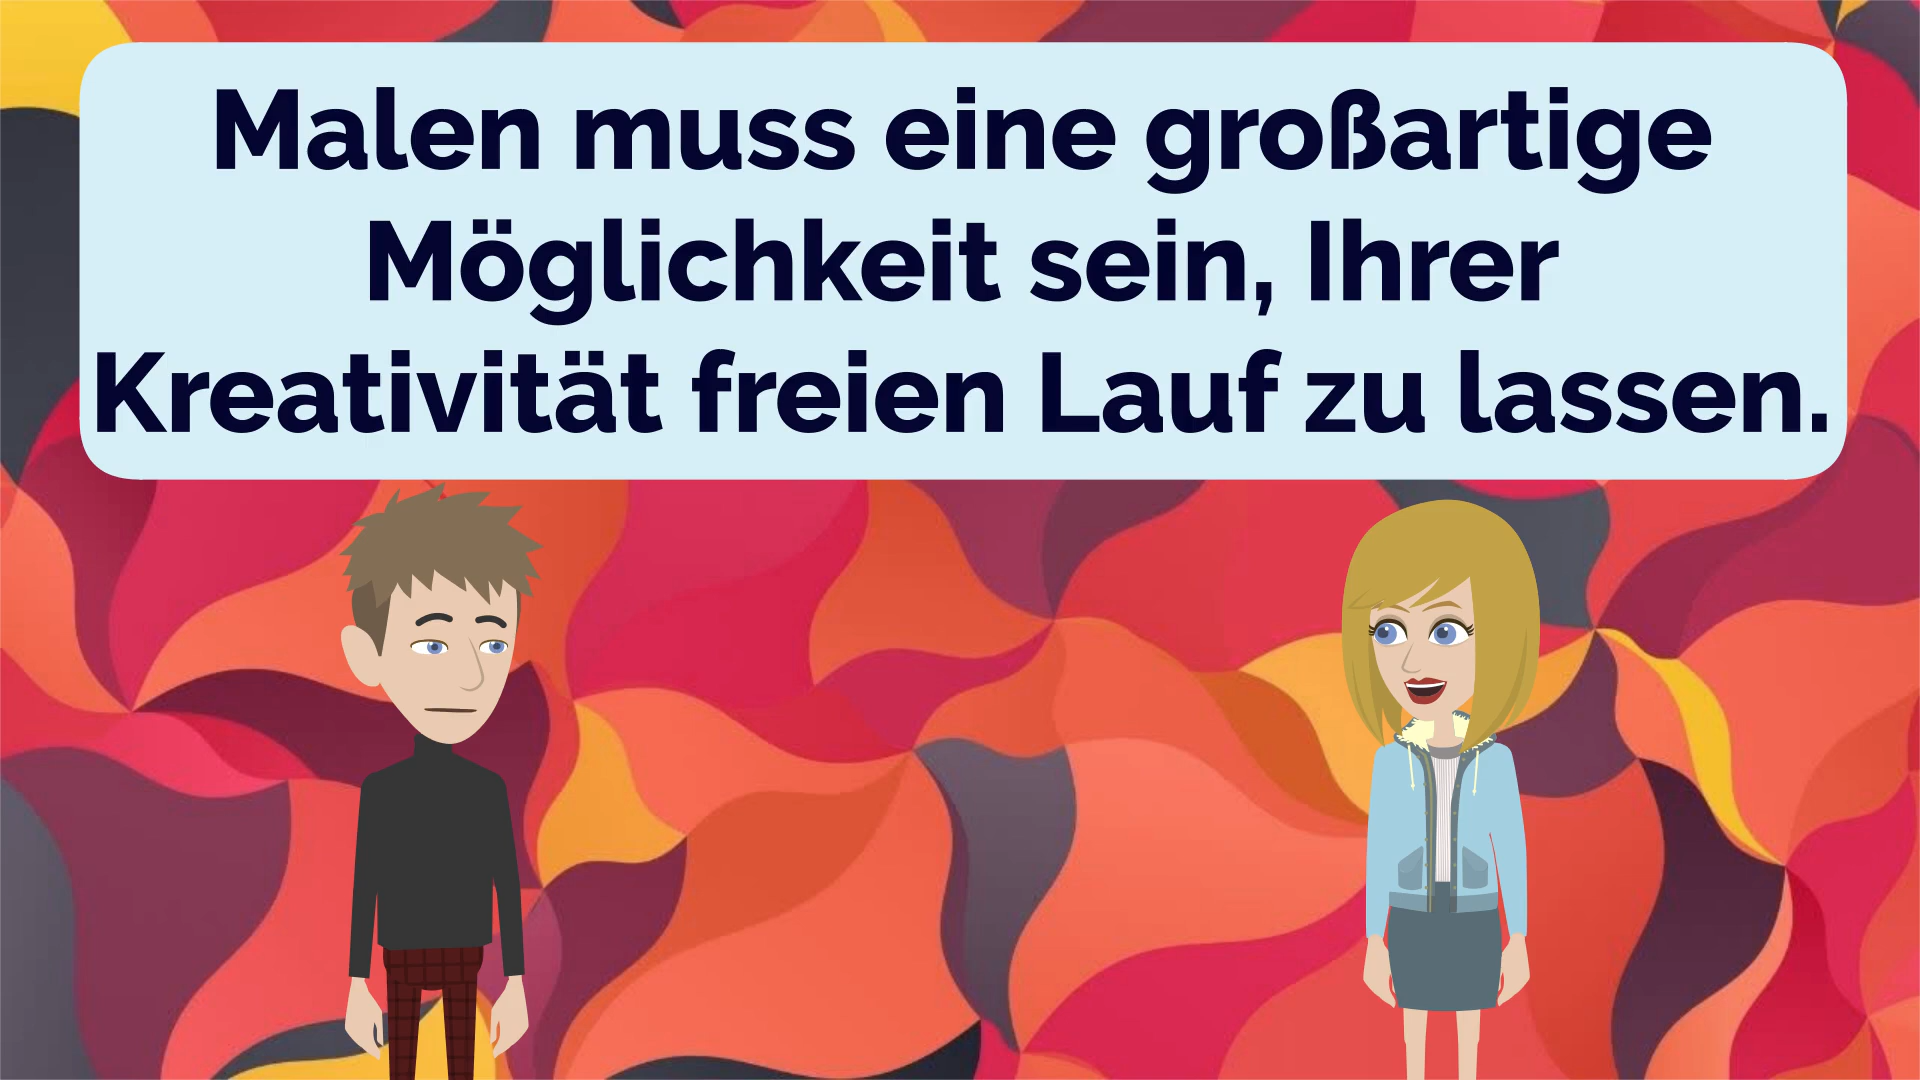 Malen muss eine großartige
Möglichkeit sein, Ihrer
Kreativität freien Lauf zu lassen.